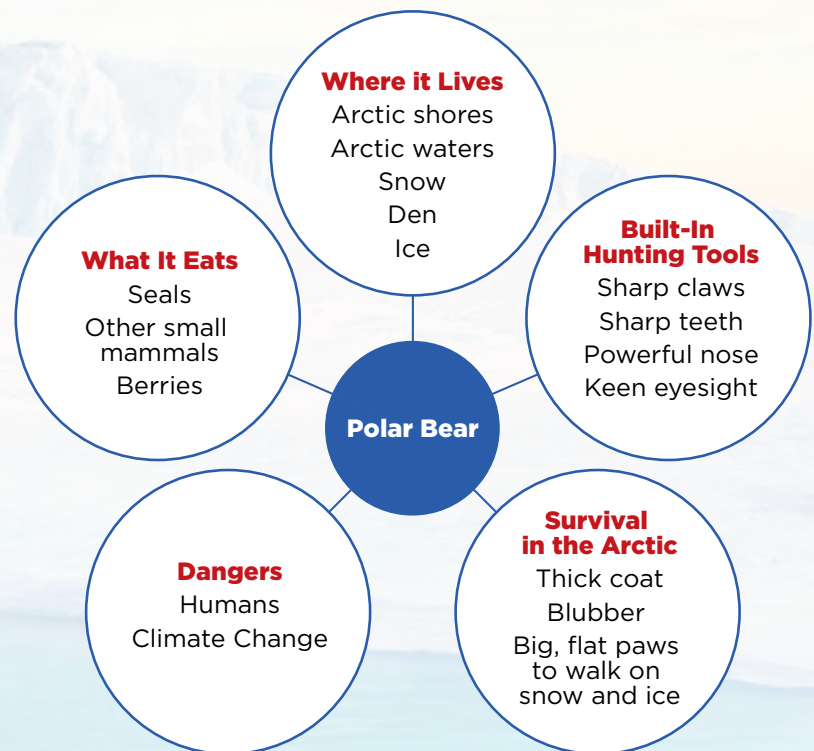 Where it Lives
Arctic shores
Arctic waters
Snow
Den
Ice
Built-In
Hunting Tools
Sharp claws
Sharp teeth
Powerful nose
Keen eyesight
What It Eats
Seals
Other small
mammals
Berries
Polar Bear
Survival
in the Arctic
Thick coat
Blubber
Big, flat paws
to walk on
snow and ice
Dangers
Humans
Climate Change